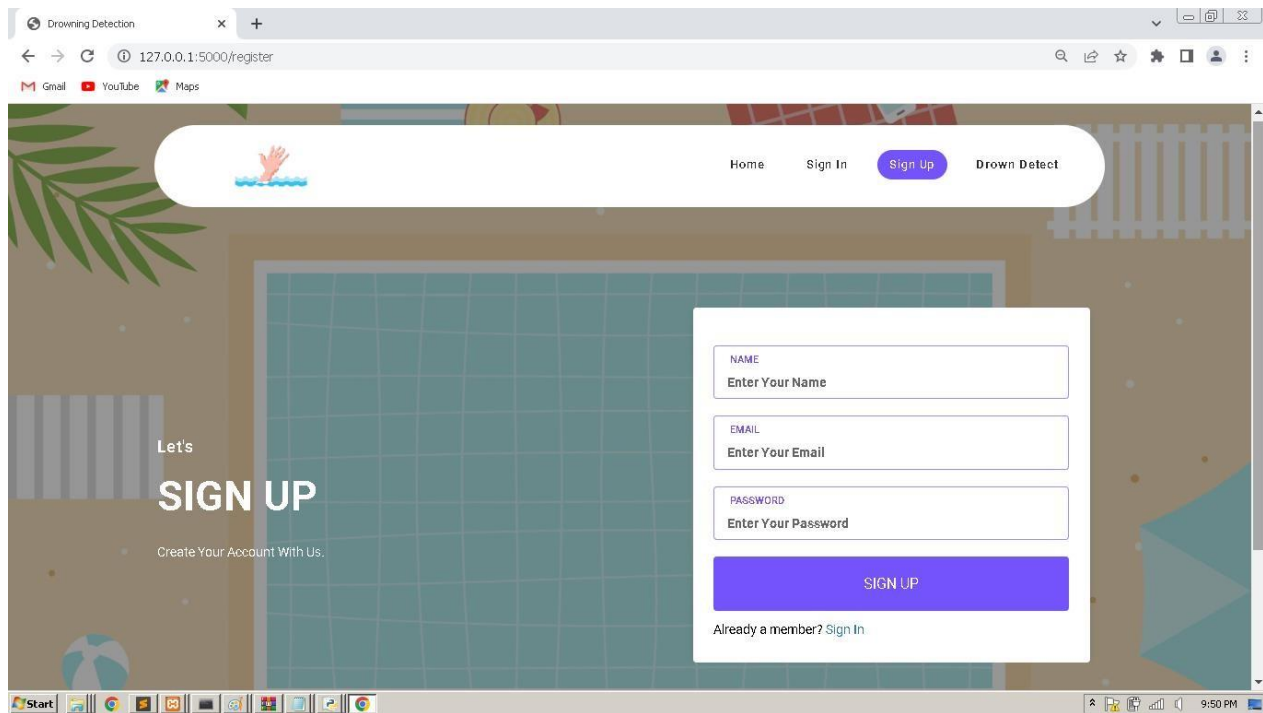 Drowning Detection
127.0.0.1:5000/register
Gmail YouTube Maps
Home Sign In Sign Up Drown Detect
Let's
SIGN UP
Create Your Account With Us.
NAME
Enter Your Name
EMAIL
Enter Your Email
PASSWORD
Enter Your Password
SIGN UP
Already a member? Sign In
Start 9:50 PM